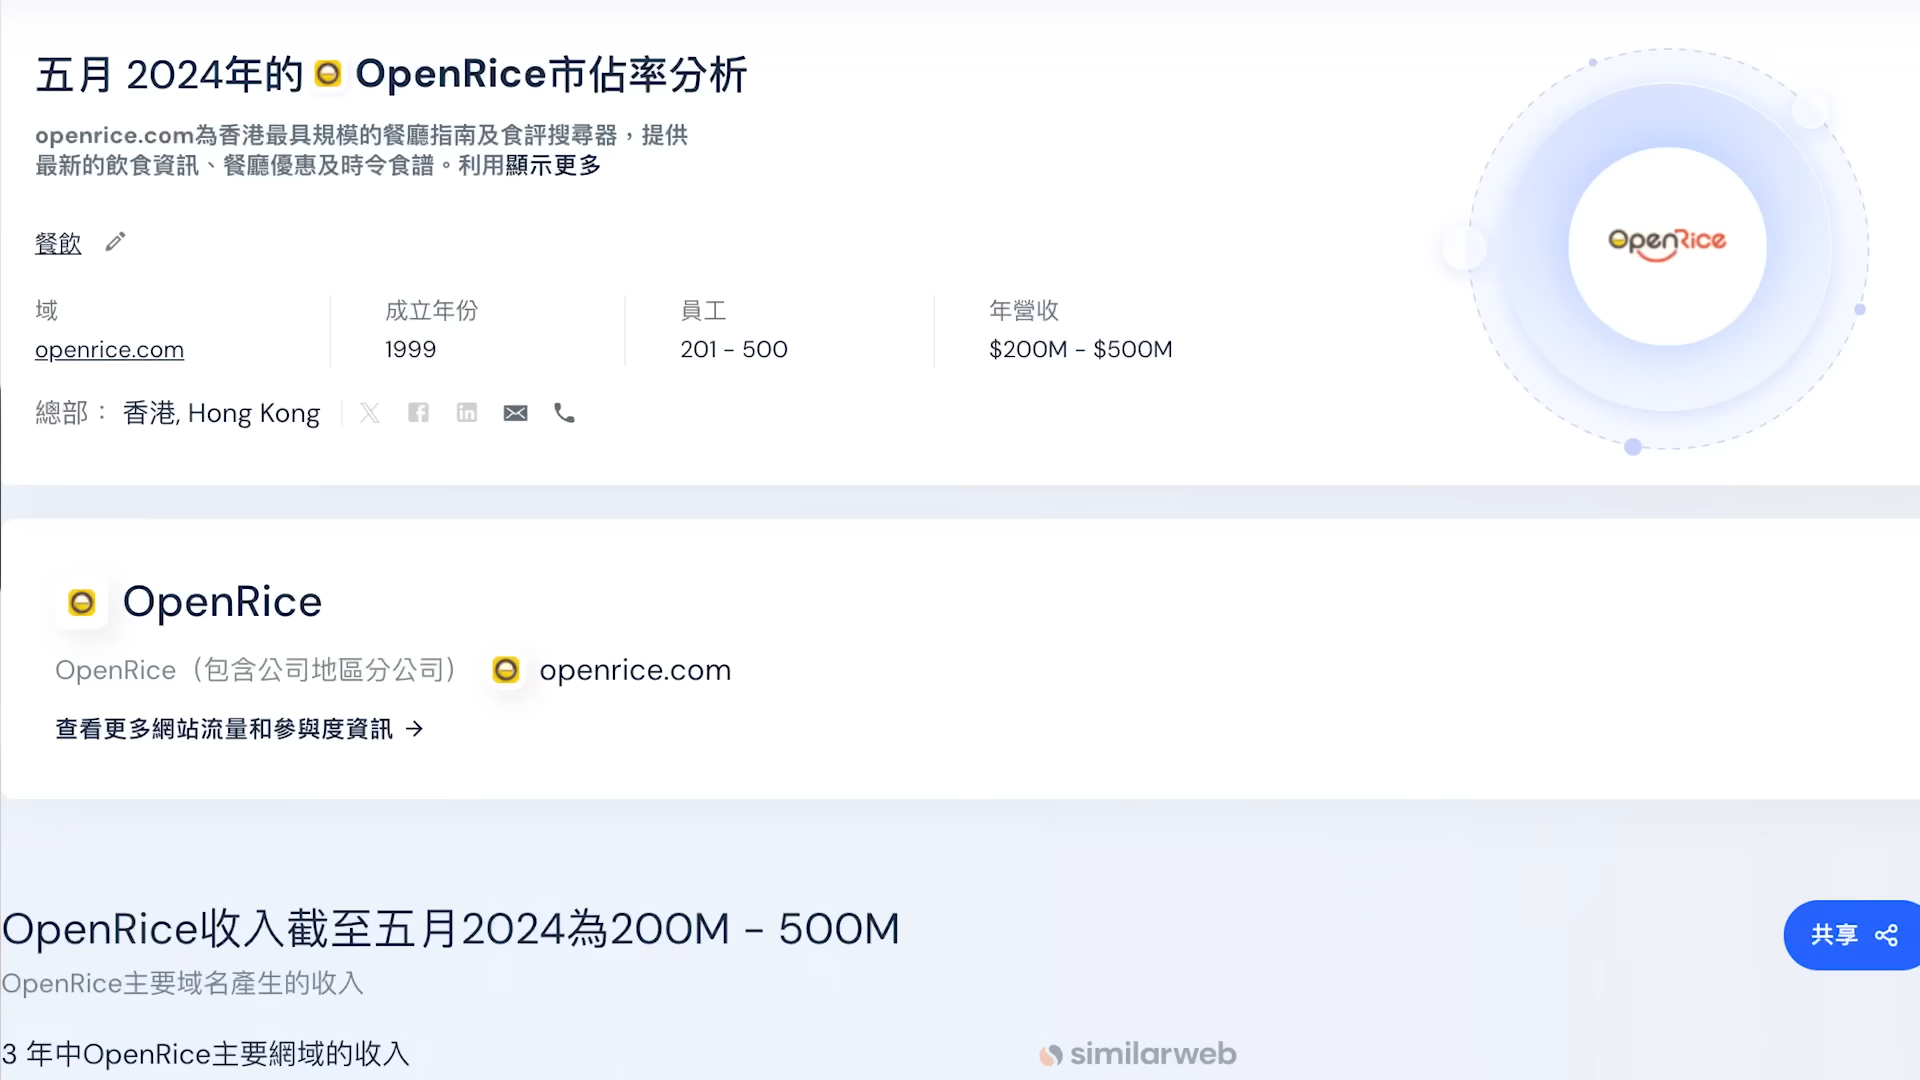 五月 2024年的 OpenRice市佔率分析
openrice.com為香港最具規模的餐廳指南及食評搜尋器，提供
最新的飲食資訊、餐廳優惠及時令食譜。利用顯示更多
OpenRice
餐飲
域
openrice.com
成立年份
1999
員工
201 - 500
年營收
$200M - $500M
總部： 香港, Hong Kong
OpenRice
OpenRice（包含公司地區分公司） openrice.com
查看更多網站流量和參與度資訊 →
OpenRice收入截至五月2024為200M - 500M
共享
OpenRice主要域名產生的收入
3 年中OpenRice主要網域的收入
similarweb